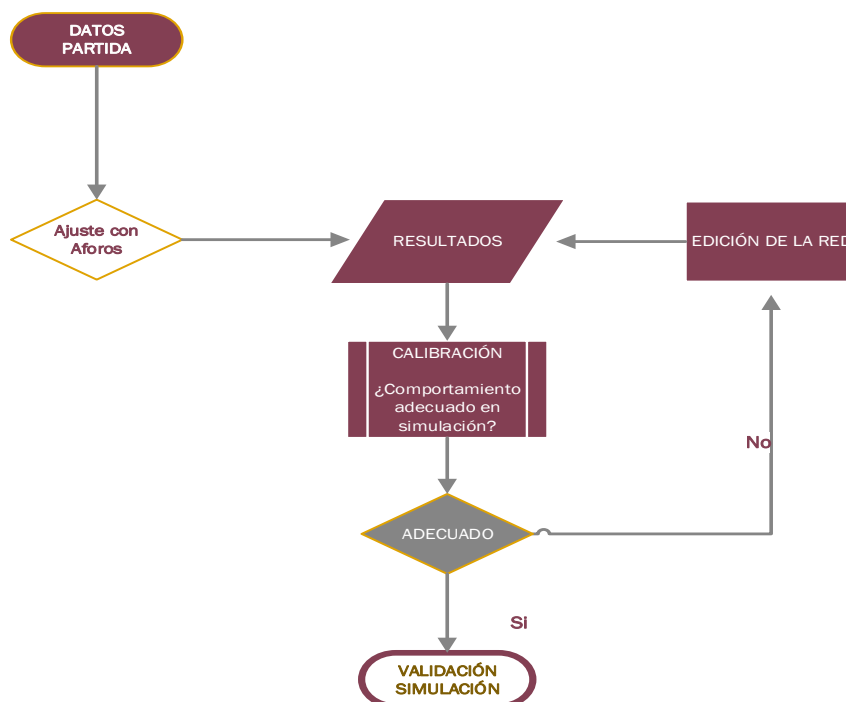 DATOS
PARTIDA
Ajuste con
Aforos
RESULTADOS
EDICIÓN DE LA RED
CALIBRACIÓN
¿Comportamiento
adecuado en
simulación?
No
ADECUADO
Si
VALIDACIÓN
SIMULACIÓN